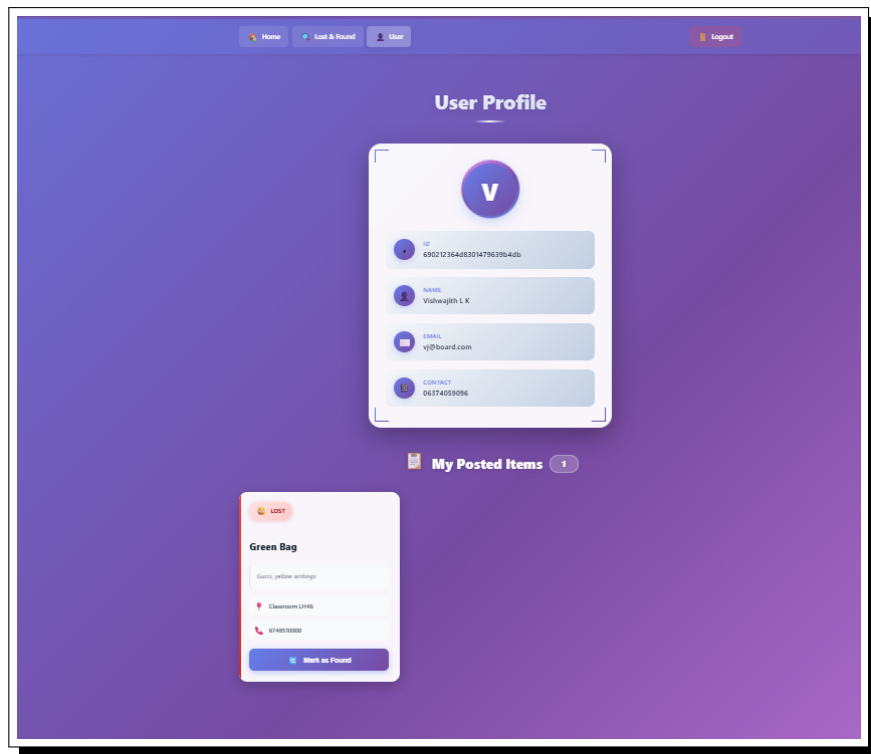 Home
Lost & Found
User
Logout
User Profile
V
ID
690212364d8301479639b4db
NAME
Vishwajith L K
EMAIL
vj@board.com
CONTACT
06374059096
My Posted Items 1
LOST
Green Bag
Gucci, yellow writings
Classroom LH46
6748510000
Mark as Found